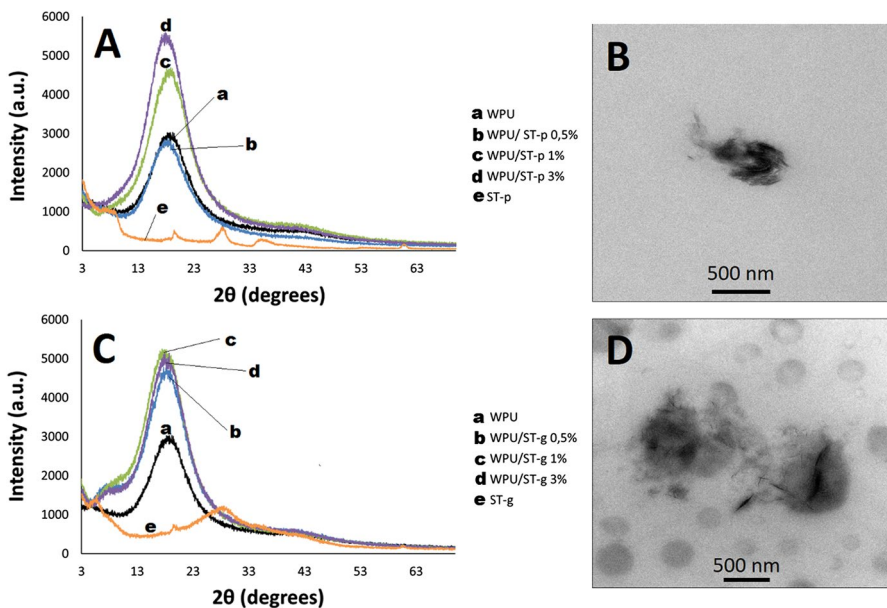 A
6000
5000
4000
3000
2000
1000
0
Intensity (a.u.)
d
c
a
b
e
3 13 23 33 43 53 63
2θ (degrees)
a WPU
b WPU/ ST-p 0,5%
c WPU/ST-p 1%
d WPU/ST-p 3%
e ST-p
B
500 nm
C
6000
5000
4000
3000
2000
1000
0
Intensity (a.u.)
c
d
b
a
e
3 13 23 33 43 53 63
2θ (degrees)
a WPU
b WPU/ST-g 0,5%
c WPU/ST-g 1%
d WPU/ST-g 3%
e ST-g
D
500 nm